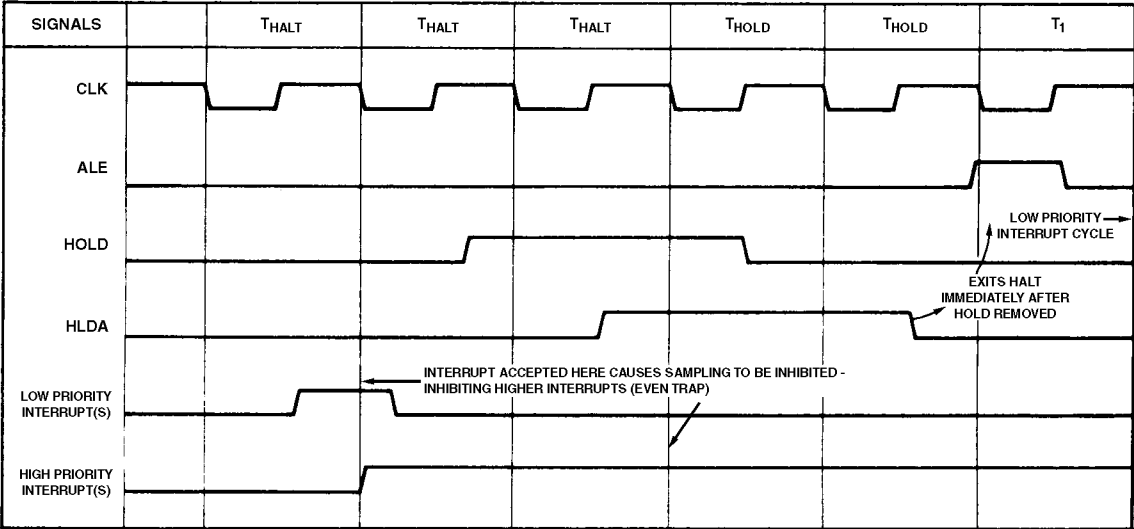 SIGNALS
THALT
THALT
THALT
THOLD
THOLD
T1
CLK
ALE
LOW PRIORITY
INTERRUPT CYCLE
HOLD
EXITS HALT
IMMEDIATELY AFTER
HOLD REMOVED
HLDA
INTERRUPT ACCEPTED HERE CAUSES SAMPLING TO BE INHIBITED -
INHIBITING HIGHER INTERRUPTS (EVEN TRAP)
LOW PRIORITY
INTERRUPT(S)
HIGH PRIORITY
INTERRUPT(S)